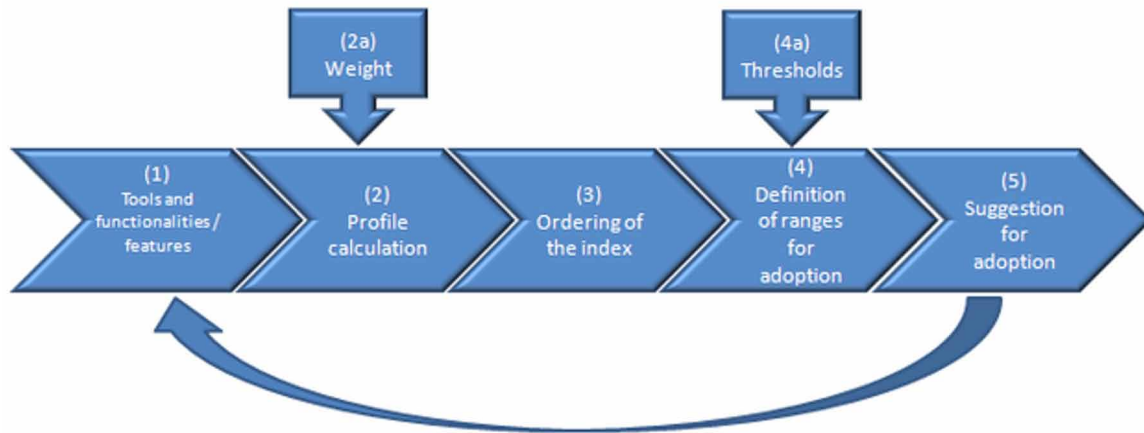 (2a)
Weight
(4a)
Thresholds
(1)
Tools and
functionalities/
features
(2)
Profile
calculation
(3)
Ordering of
the index
(4)
Definition
of ranges
for
adoption
(5)
Suggestion
for
adoption